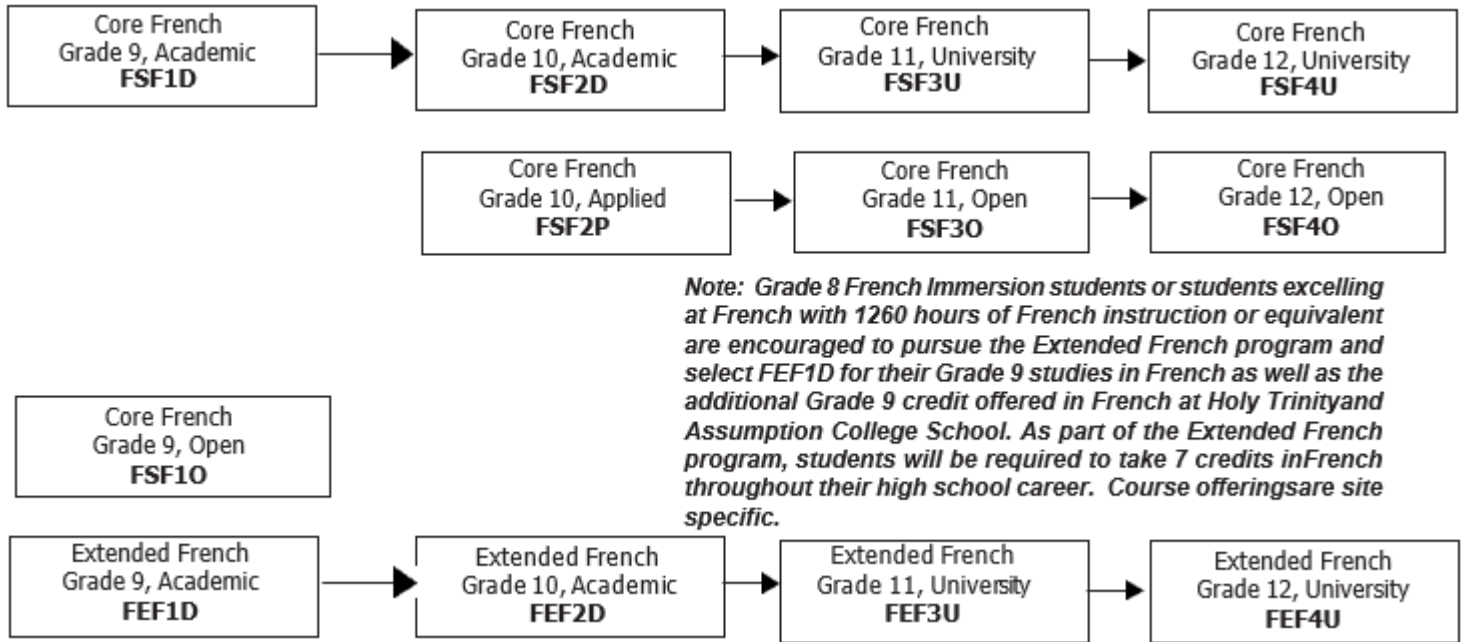 Core French
Grade 9, Academic
FSF1D
Core French
Grade 10, Academic
FSF2D
Core French
Grade 11, University
FSF3U
Core French
Grade 12, University
FSF4U
Core French
Grade 10, Applied
FSF2P
Core French
Grade 11, Open
FSF3O
Core French
Grade 12, Open
FSF4O
Note: Grade 8 French Immersion students or students excelling
at French with 1260 hours of French instruction or equivalent
are encouraged to pursue the Extended French program and
select FEF1D for their Grade 9 studies in French as well as the
additional Grade 9 credit offered in French at Holy Trinityand
Assumption College School. As part of the Extended French
program, students will be required to take 7 credits inFrench
throughout their high school career. Course offeringsare site
specific.
Core French
Grade 9, Open
FSF1O
Extended French
Grade 9, Academic
FEF1D
Extended French
Grade 10, Academic
FEF2D
Extended French
Grade 11, University
FEF3U
Extended French
Grade 12, University
FEF4U